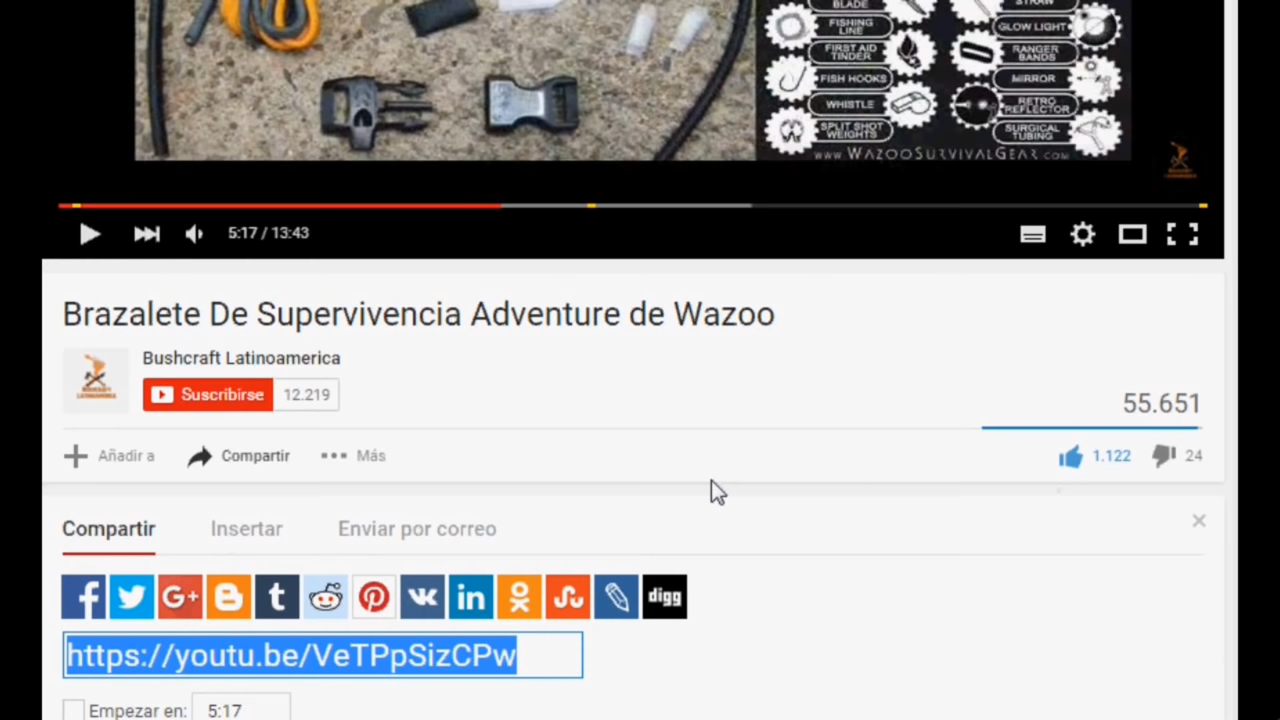 BLADE
STRAW
FISHING LINE
GLOW LIGHT
FIRST AID TINDER
RANGER BANDS
FISH HOOKS
MIRROR
WHISTLE
RETRO REFLECTOR
SPLIT SHOT WEIGHTS
SURGICAL TUBING
www.WazooSurvivalGear.com
5:17 / 13:43
Brazalete De Supervivencia Adventure de Wazoo
Bushcraft Latinoamerica
Suscribirse 12.219
55.651
Añadir a Compartir Más 1.122 24
Compartir Insertar Enviar por correo
digg
https://youtu.be/VeTPpSizCPw
Empezar en: 5:17